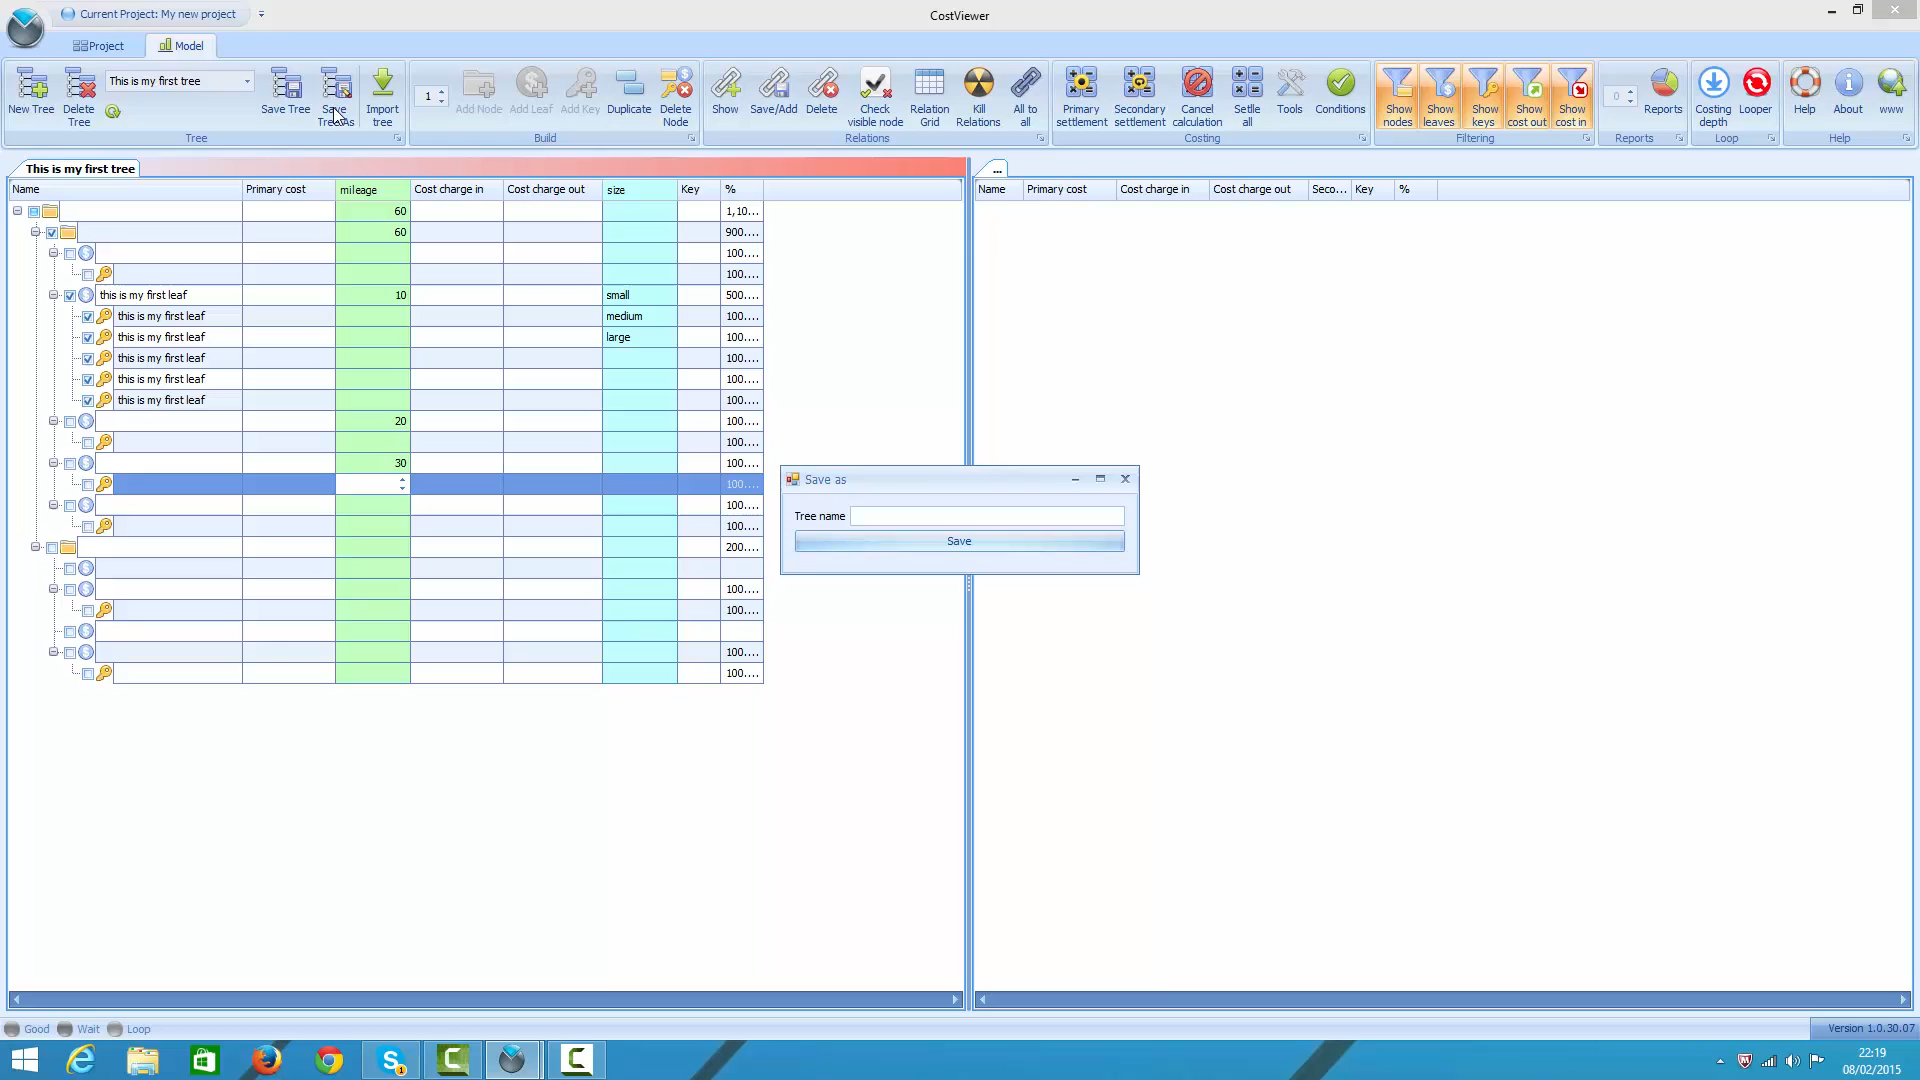 Current Project: My new project
CostViewer
Project
Model
New Tree
Delete Tree
This is my first tree
Save Tree
Save Tree As
Import tree
Tree
1
Add Node
Add Leaf
Add Key
Duplicate
Delete Node
Build
Show
Save/Add
Delete
Check visible node
Relation Grid
Kill Relations
All to all
Relations
Primary settlement
Secondary settlement
Cancel calculation
Setlle all
Tools
Conditions
Costing
Show nodes
Show leaves
Show keys
Show cost out
Show cost in
Filtering
0
Reports
Reports
Costing depth
Looper
Loop
Help
About
www
Help
This is my first tree
...
Name Primary cost mileage Cost charge in Cost charge out size Key %
Name Primary cost Cost charge in Cost charge out Seco... Key %
60 1,10...
60 900....
100....
100....
this is my first leaf 10 small 500....
this is my first leaf medium 100....
this is my first leaf large 100....
this is my first leaf 100....
this is my first leaf 100....
this is my first leaf 100....
20 100....
100....
30 100....
100....
100....
100....
200....
100....
100....
100....
100....
Save as
Tree name
Save
Good Wait Loop
Version 1.0.30.07
22:19
08/02/2015